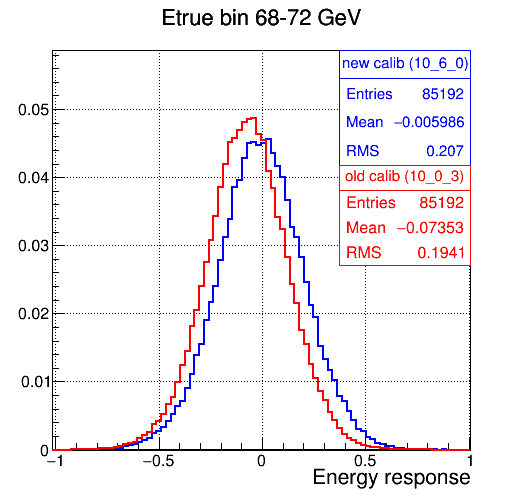 Etrue bin 68-72 GeV
new calib (10_6_0)
Entries 85192
Mean −0.005986
RMS 0.207
old calib (10_0_3)
Entries 85192
Mean −0.07353
RMS 0.1941
0.05
0.04
0.03
0.02
0.01
0
−1 −0.5 0 0.5 1
Energy response